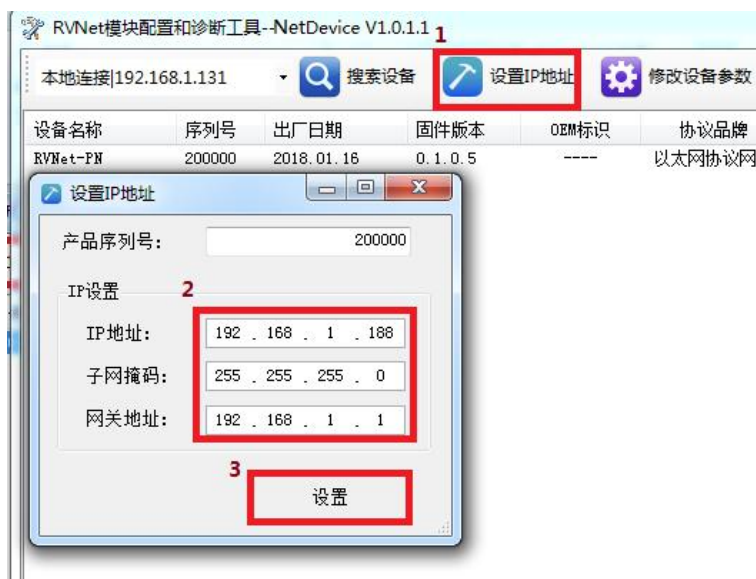 RVNet模块配置和诊断工具--NetDevice V1.0.1.1
1
本地连接|192.168.1.131 搜索设备 设置IP地址 修改设备参数
设备名称 序列号 出厂日期 固件版本 OEM标识 协议品牌
RVNet-PN 200000 2018.01.16 0.1.0.5 ---- 以太网协议网
设置IP地址
产品序列号: 200000
IP设置 2
IP地址: 192 . 168 . 1 . 188
子网掩码: 255 . 255 . 255 . 0
网关地址: 192 . 168 . 1 . 1
3
设置